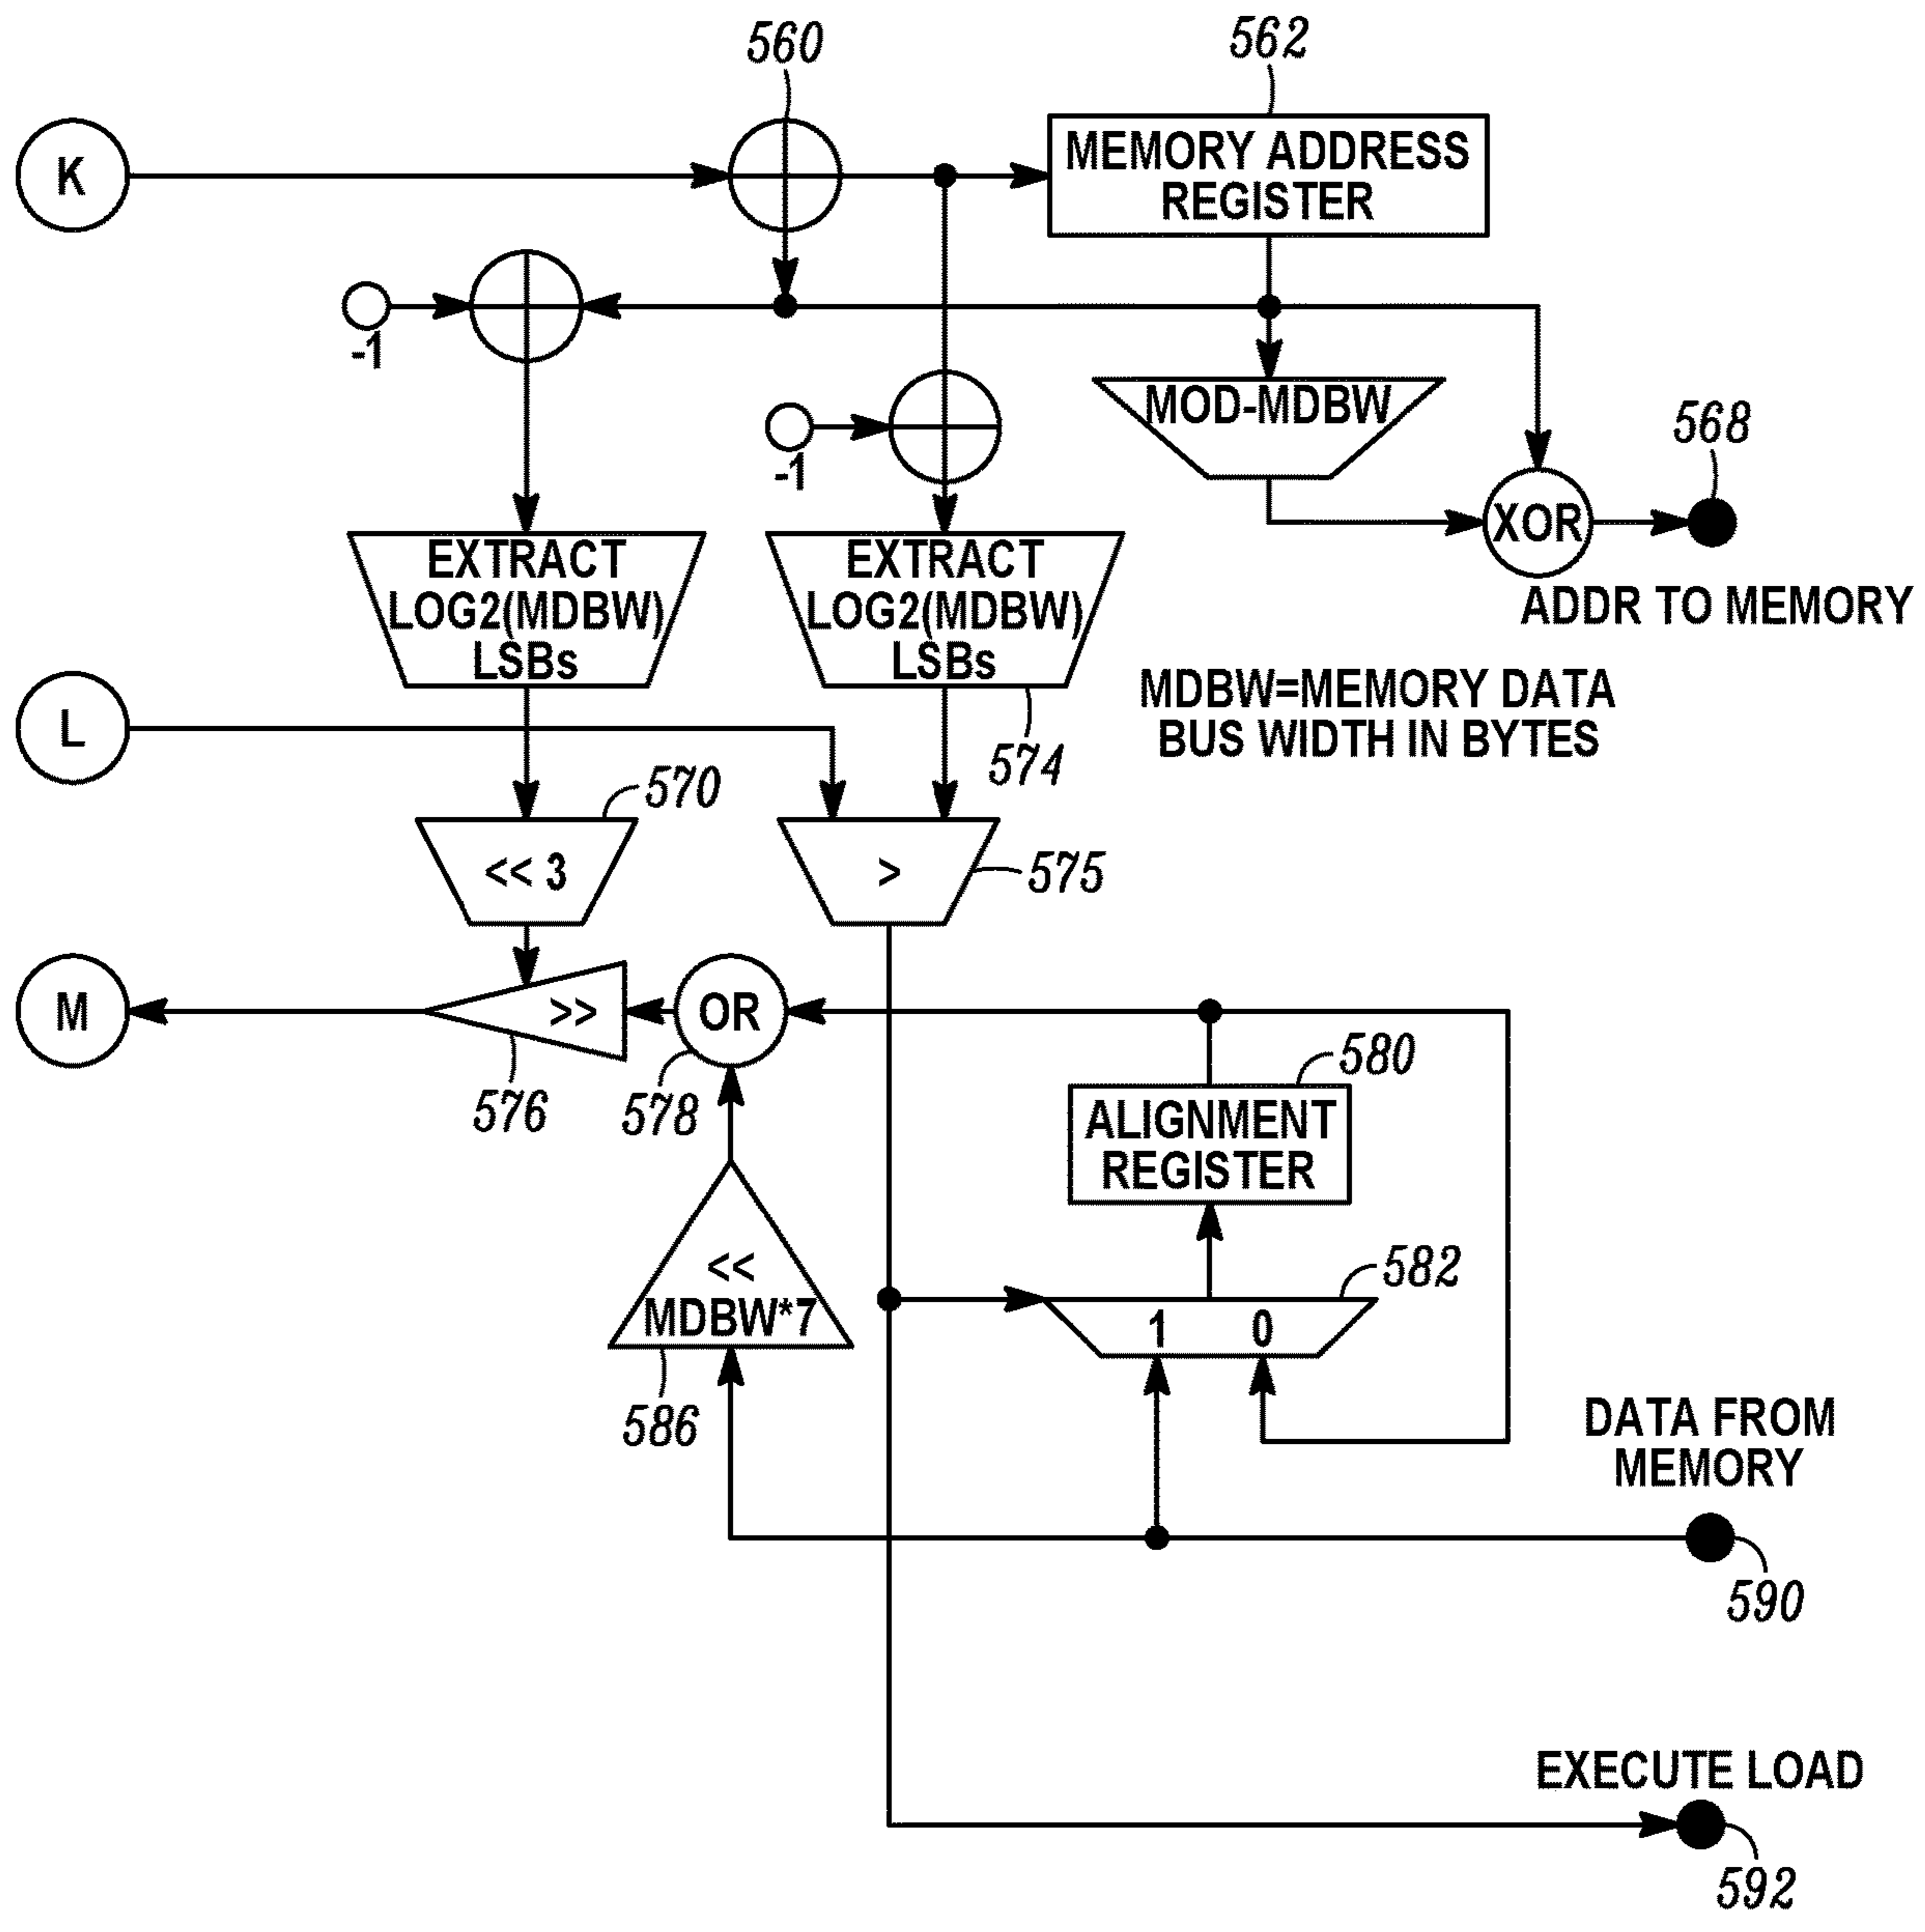 560
562
K
MEMORY ADDRESS
REGISTER
-1
MOD-MDBW
-1
568
XOR
EXTRACT
LOG2(MDBW)
LSBs
EXTRACT
LOG2(MDBW)
LSBs
ADDR TO MEMORY
L
574
MDBW=MEMORY DATA
BUS WIDTH IN BYTES
570
<< 3
>
575
M
>>
OR
576
578
580
ALIGNMENT
REGISTER
<<
MDBW*7
582
1 0
586
DATA FROM
MEMORY
590
EXECUTE LOAD
592